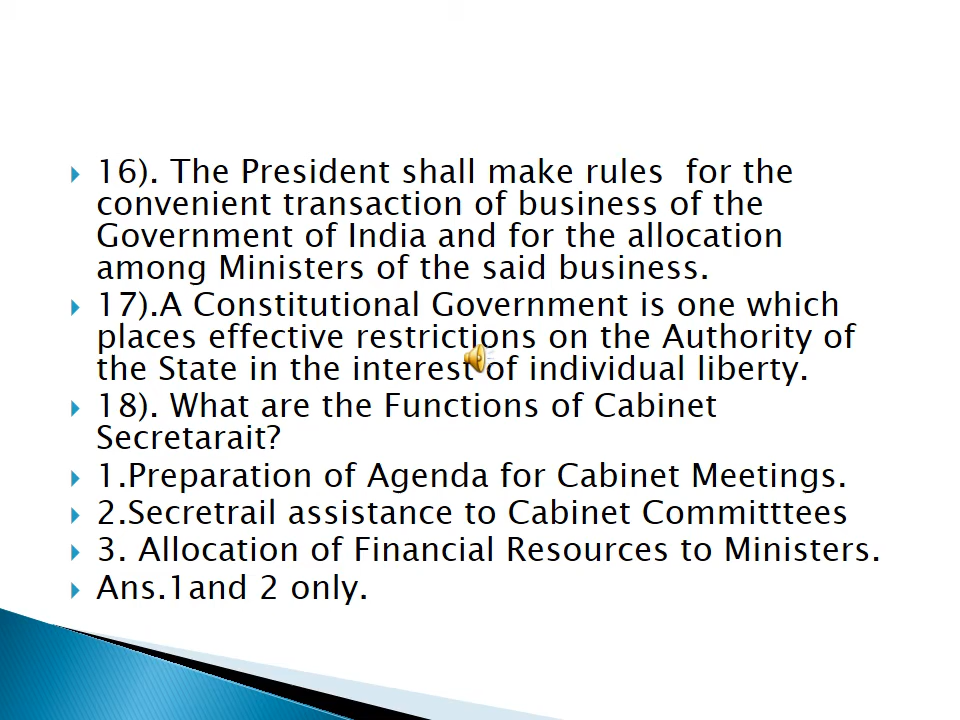 16). The President shall make rules  for the
convenient transaction of business of the
Government of India and for the allocation
among Ministers of the said business.
17).A Constitutional Government is one which
places effective restrictions on the Authority of
the State in the interest of individual liberty.
18). What are the Functions of Cabinet
Secretarait?
1.Preparation of Agenda for Cabinet Meetings.
2.Secretrail assistance to Cabinet Committtees
3. Allocation of Financial Resources to Ministers.
Ans.1and 2 only.